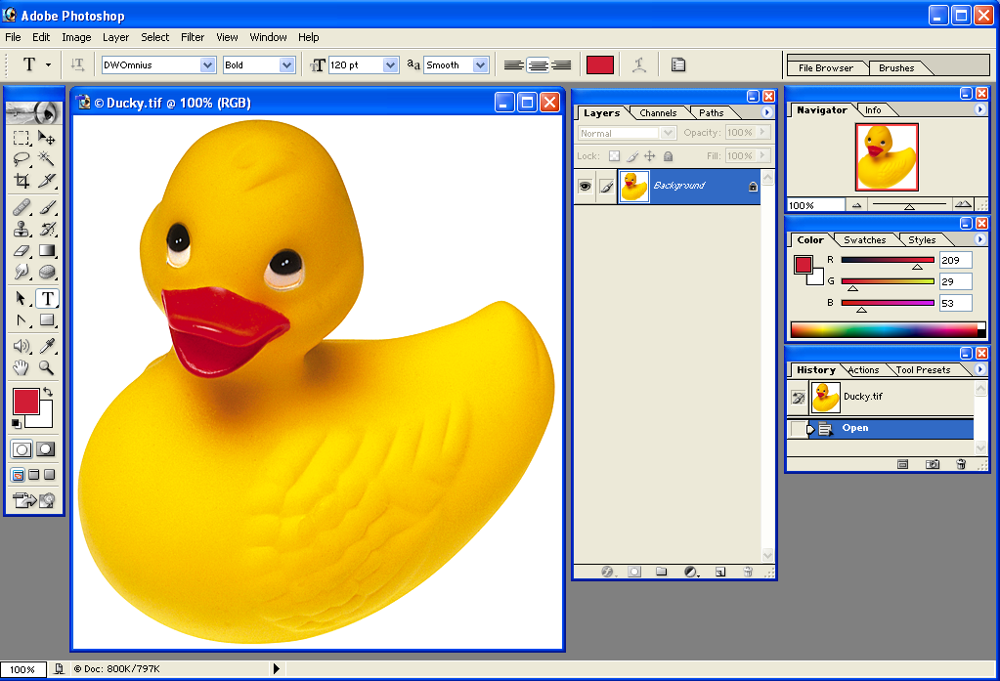 Adobe Photoshop
File Edit Image Layer Select Filter View Window Help
T T DWOmnius Bold T 120 pt aa Smooth File Browser Brushes
© Ducky.tif @ 100% (RGB)
Layers Channels Paths
Normal Opacity: 100%
Lock: Fill: 100%
Background
Navigator Info
100%
Color Swatches Styles
R 209
G 29
B 53
History Actions Tool Presets
Ducky.tif
Open
T
100% © Doc: 800K/797K